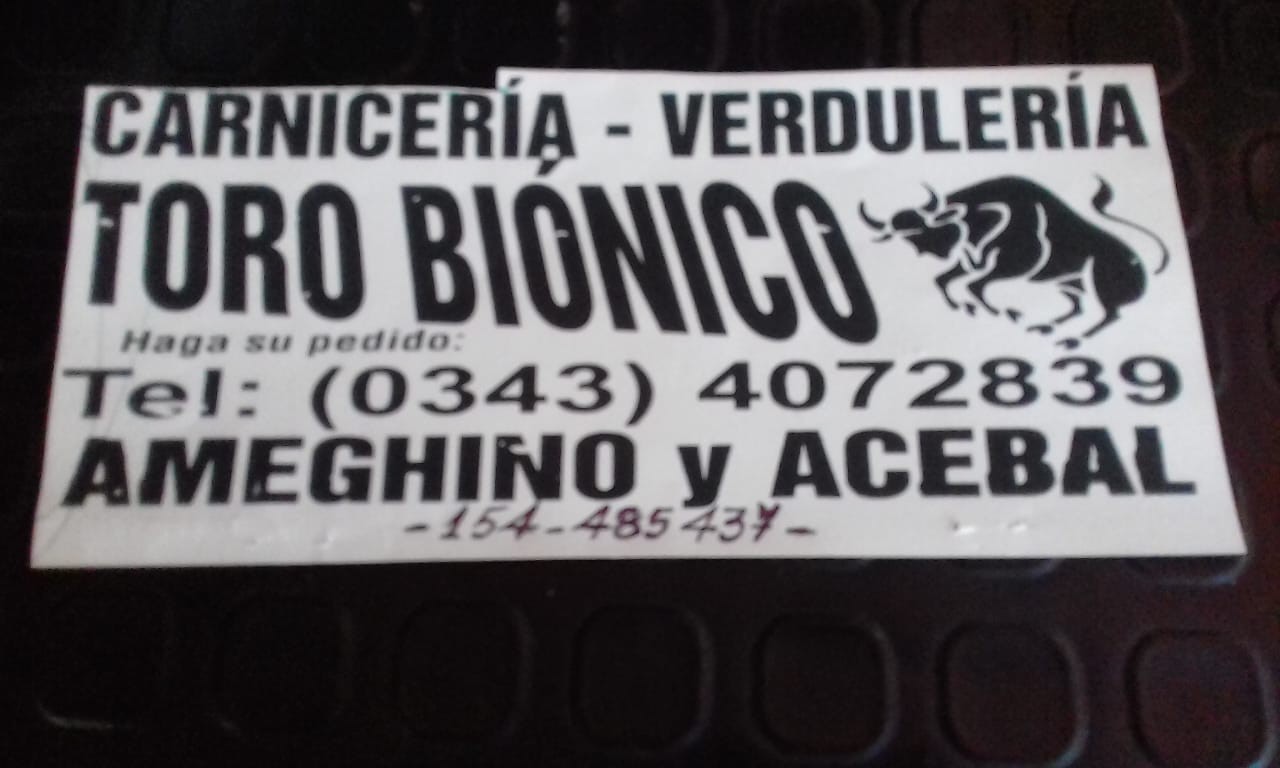 CARNICERÍA - VERDULERÍA
TORO BIÓNICO
Haga su pedido:
Tel: (0343) 4072839
AMEGHINO y ACEBAL
-154-485437-